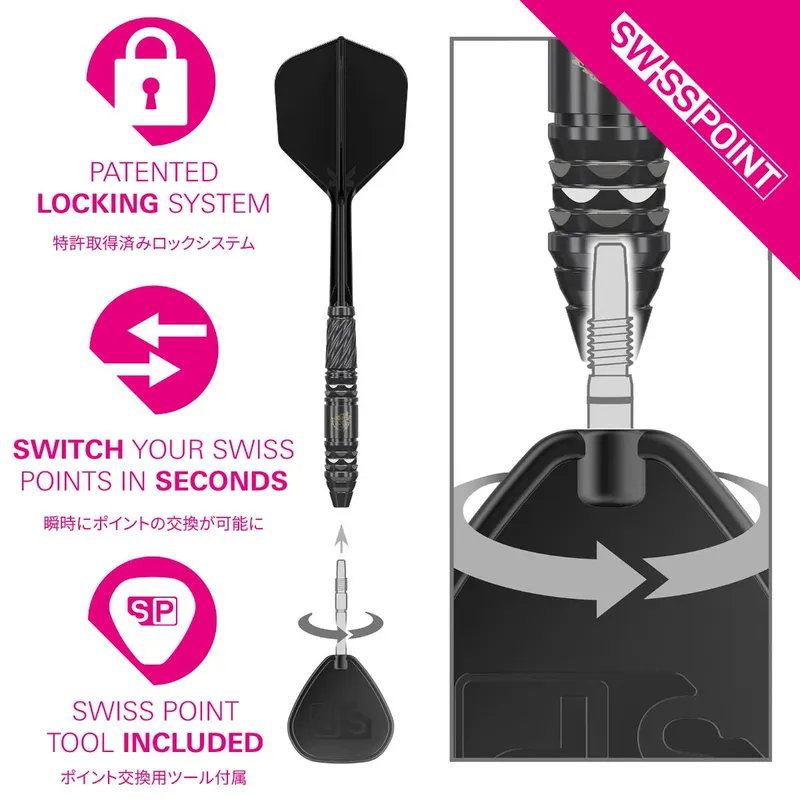 PATENTED
LOCKING SYSTEM
特許取得済みロックシステム
SWITCH YOUR SWISS
POINTS IN SECONDS
瞬時にポイントの交換が可能に
SP
SWISS POINT
TOOL INCLUDED
ポイント交換用ツール付属
SWISSPOINT
SP